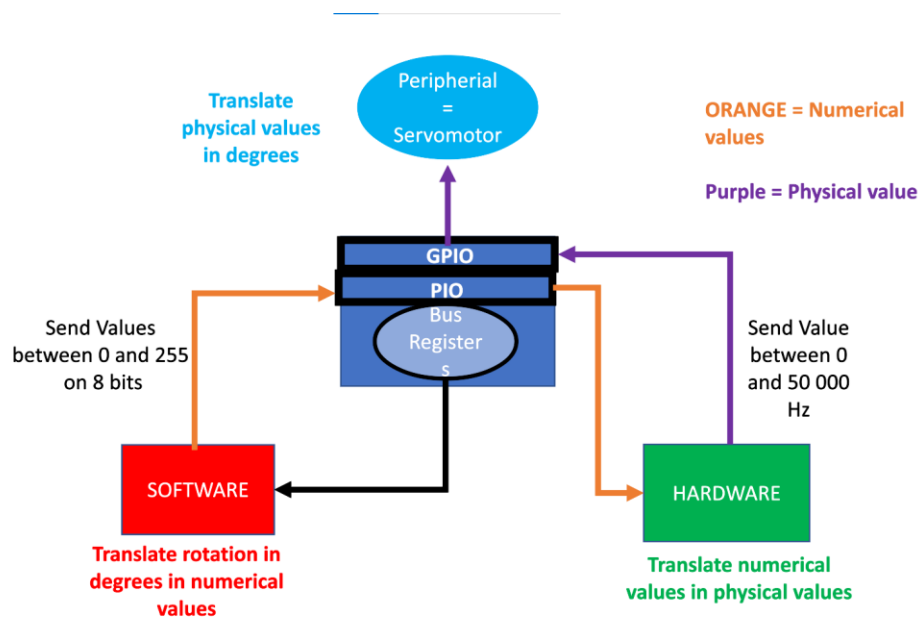 Peripherial
=
Servomotor
Translate
physical values
in degrees
ORANGE = Numerical
values
Purple = Physical value
GPIO
PIO
Bus
Register
s
Send Values
between 0 and 255
on 8 bits
Send Value
between 0
and 50 000
Hz
SOFTWARE
HARDWARE
Translate rotation in
degrees in numerical
values
Translate numerical
values in physical values